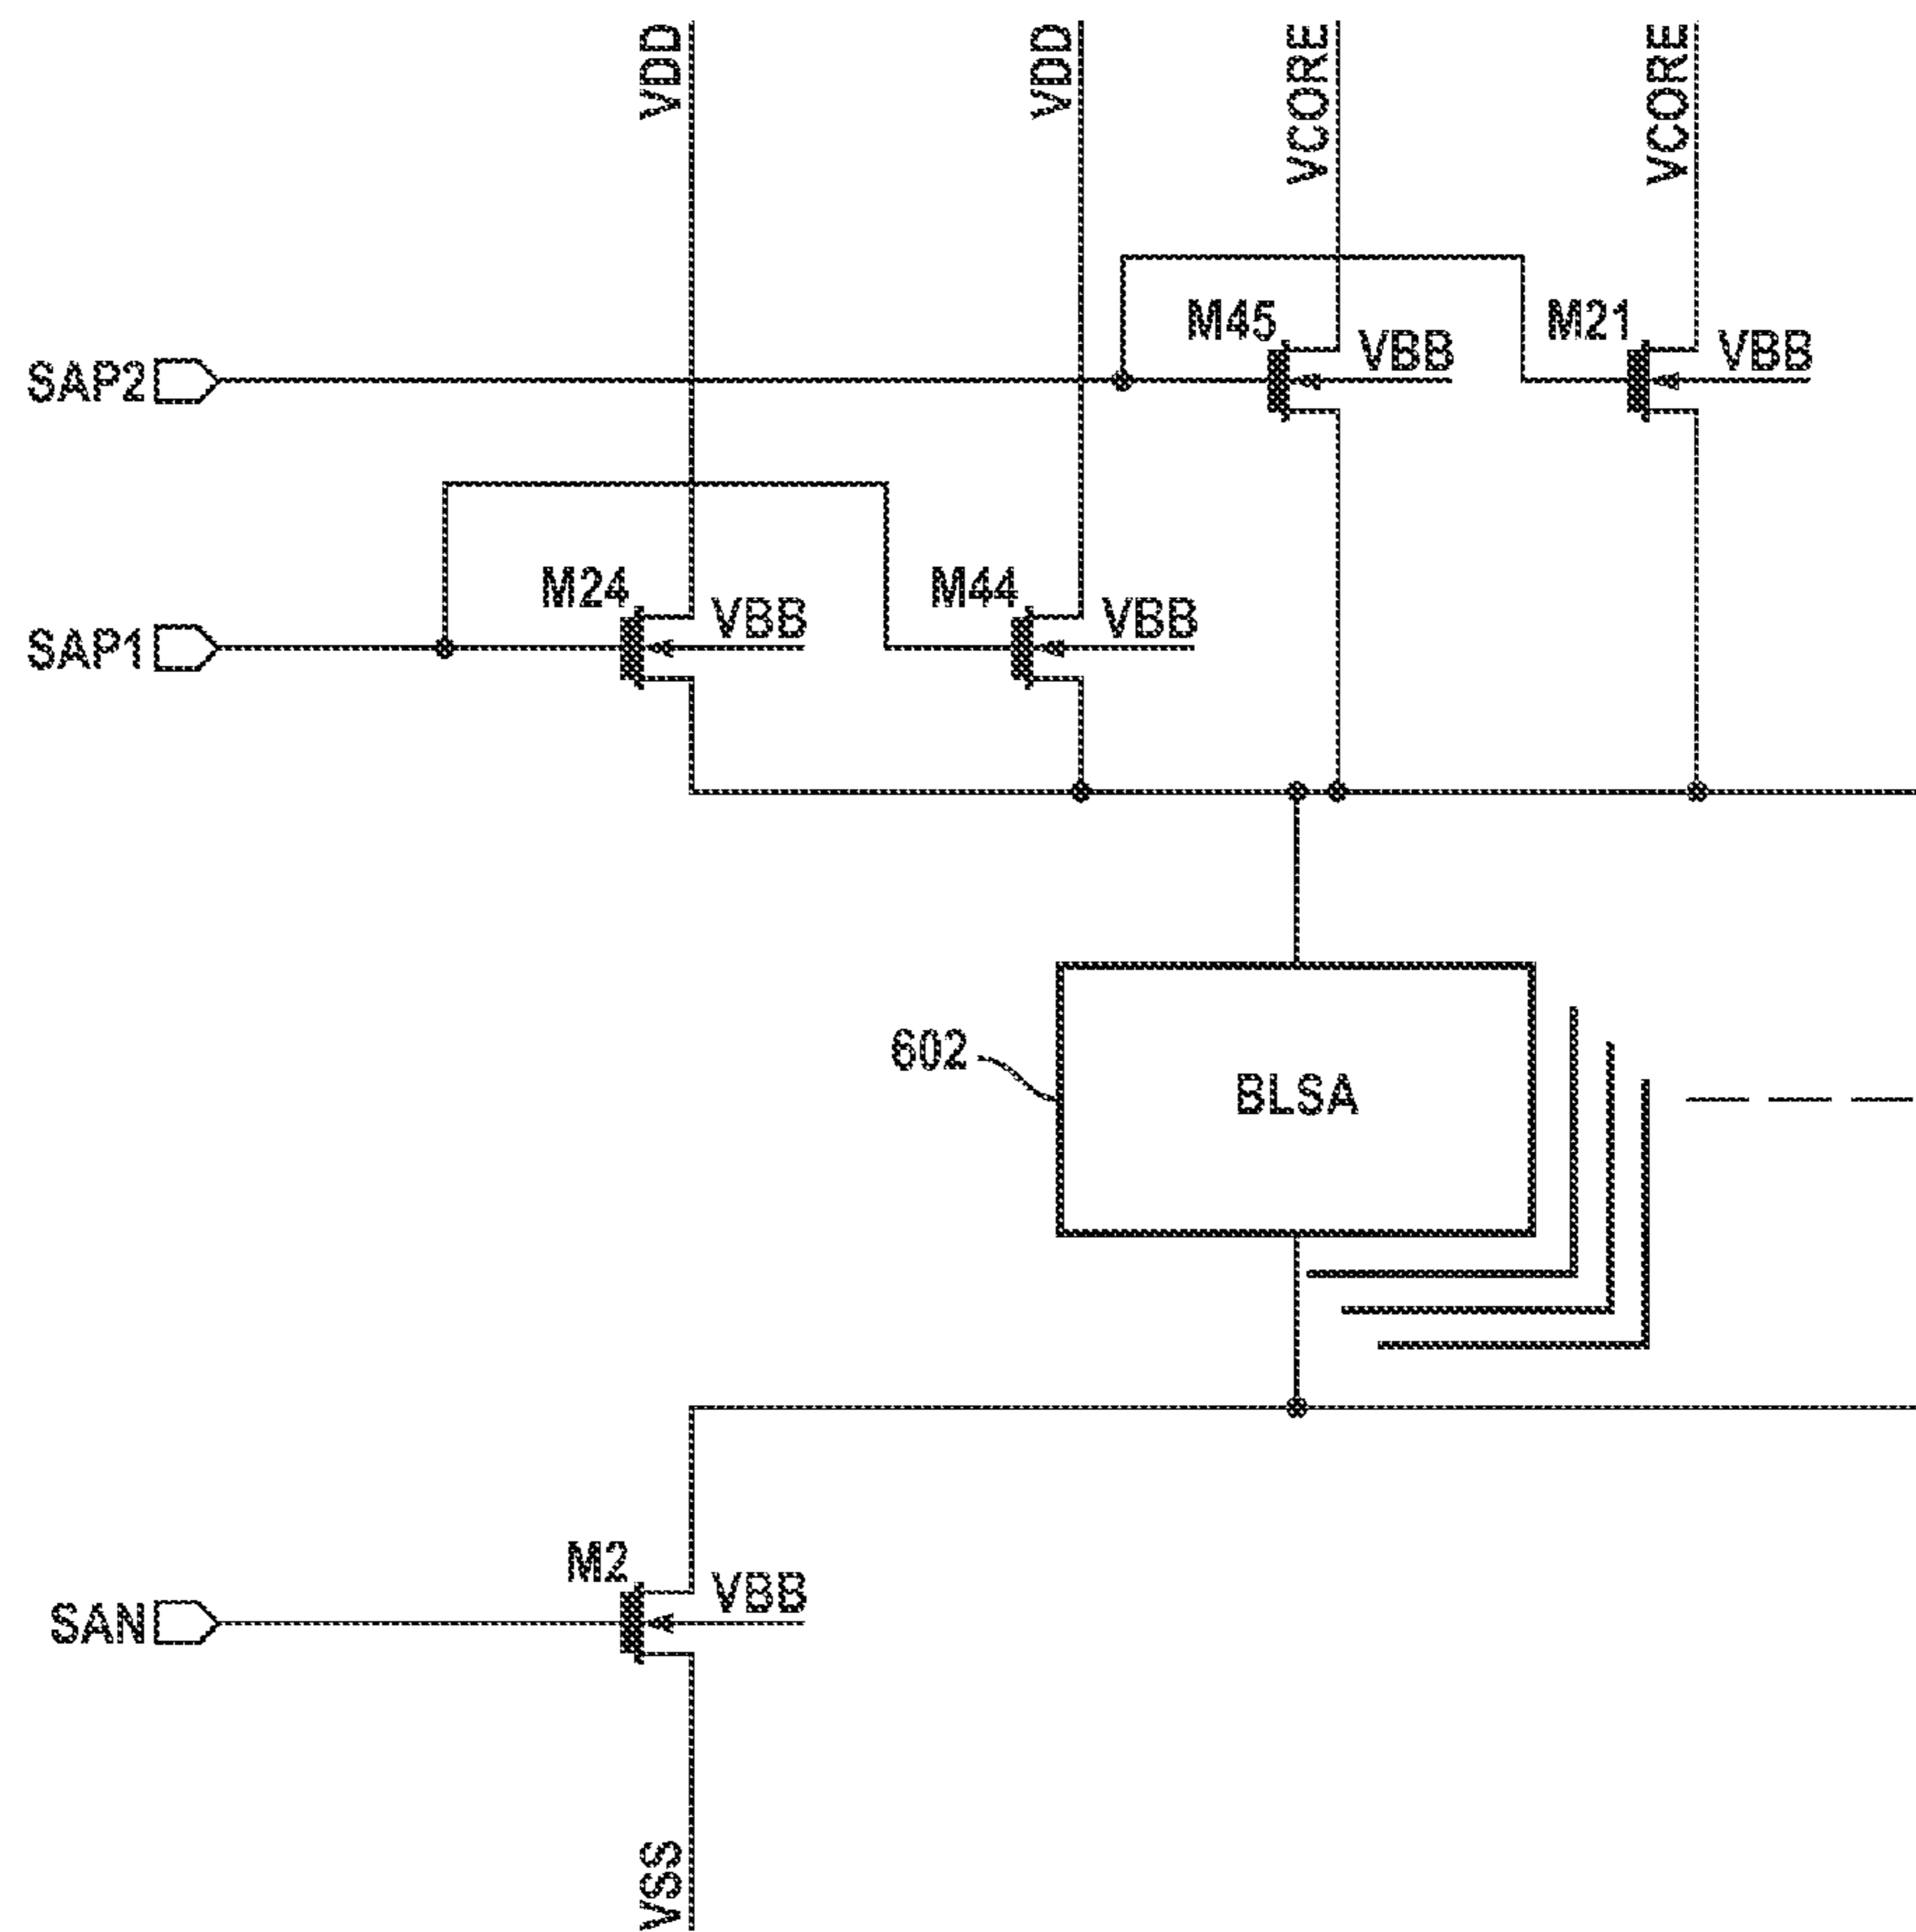 VDD
VDD
VCORE
VCORE
M45
M21
SAP2
VBB
VBB
M24
M44
SAP1
VBB
VBB
602
BLSA
M2
SAN
VBB
VSS